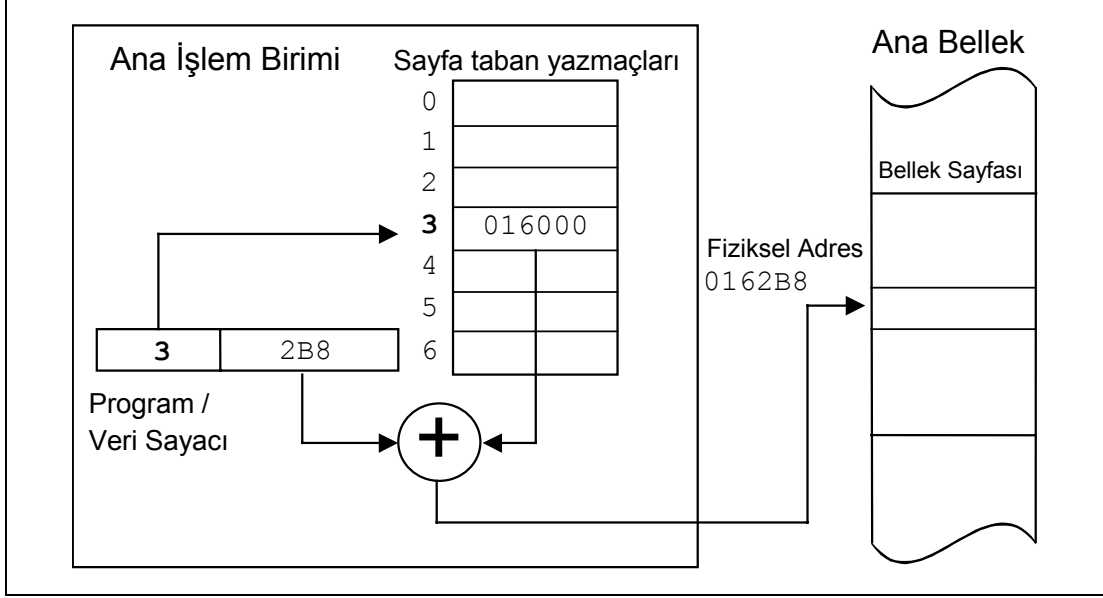 Ana İşlem Birimi
Sayfa taban yazmaçları
0
1
2
3 016000
4
5
6
3 2B8
Program /
Veri Sayacı
+
Fiziksel Adres
0162B8
Ana Bellek
Bellek Sayfası